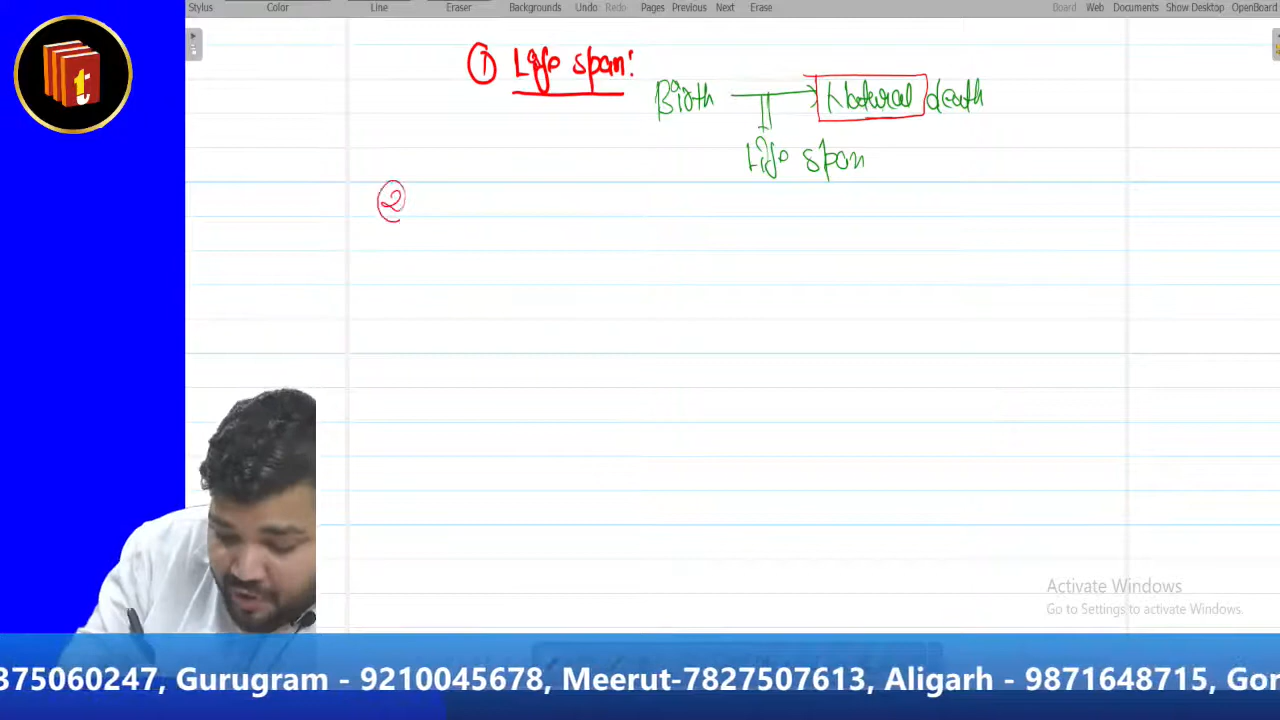 Stylus Color Line Eraser Backgrounds Undo Redo Pages Previous Next Erase Board Web Documents Show Desktop OpenBoard
t
① Life span:
Birth → Natural death
Life span
②
Activate Windows
Go to Settings to activate Windows.
375060247, Gurugram - 9210045678, Meerut-7827507613, Aligarh - 9871648715, Gor